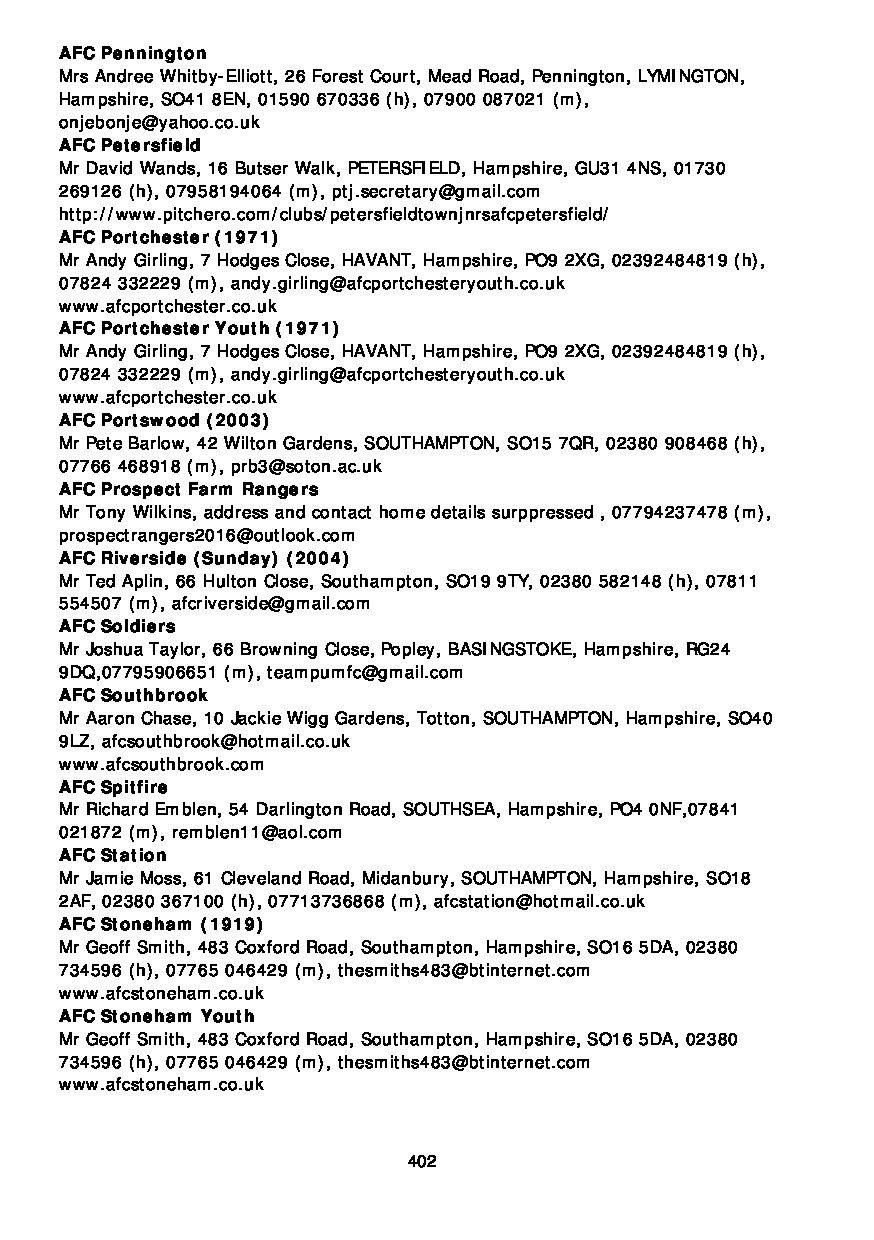 AFC Pennington
Mrs Andree Whitby-Elliott, 26 Forest Court, Mead Road, Pennington, LYMINGTON,
Hampshire, SO41 8EN, 01590 670336 (h), 07900 087021 (m),
onjebonje@yahoo.co.uk
AFC Petersfield
Mr David Wands, 16 Butser Walk, PETERSFIELD, Hampshire, GU31 4NS, 01730
269126 (h), 07958194064 (m), ptj.secretary@gmail.com
http://www.pitchero.com/clubs/petersfieldtownjnrsafcpetersfield/
AFC Portchester (1971)
Mr Andy Girling, 7 Hodges Close, HAVANT, Hampshire, PO9 2XG, 02392484819 (h),
07824 332229 (m), andy.girling@afcportchesteryouth.co.uk
www.afcportchester.co.uk
AFC Portchester Youth (1971)
Mr Andy Girling, 7 Hodges Close, HAVANT, Hampshire, PO9 2XG, 02392484819 (h),
07824 332229 (m), andy.girling@afcportchesteryouth.co.uk
www.afcportchester.co.uk
AFC Portswood (2003)
Mr Pete Barlow, 42 Wilton Gardens, SOUTHAMPTON, SO15 7QR, 02380 908468 (h),
07766 468918 (m), prb3@soton.ac.uk
AFC Prospect Farm Rangers
Mr Tony Wilkins, address and contact home details surppressed , 07794237478 (m),
prospectrangers2016@outlook.com
AFC Riverside (Sunday) (2004)
Mr Ted Aplin, 66 Hulton Close, Southampton, SO19 9TY, 02380 582148 (h), 07811
554507 (m), afcriverside@gmail.com
AFC Soldiers
Mr Joshua Taylor, 66 Browning Close, Popley, BASINGSTOKE, Hampshire, RG24
9DQ,07795906651 (m), teampumfc@gmail.com
AFC Southbrook
Mr Aaron Chase, 10 Jackie Wigg Gardens, Totton, SOUTHAMPTON, Hampshire, SO40
9LZ, afcsouthbrook@hotmail.co.uk
www.afcsouthbrook.com
AFC Spitfire
Mr Richard Emblen, 54 Darlington Road, SOUTHSEA, Hampshire, PO4 0NF,07841
021872 (m), remblen11@aol.com
AFC Station
Mr Jamie Moss, 61 Cleveland Road, Midanbury, SOUTHAMPTON, Hampshire, SO18
2AF, 02380 367100 (h), 07713736868 (m), afcstation@hotmail.co.uk
AFC Stoneham (1919)
Mr Geoff Smith, 483 Coxford Road, Southampton, Hampshire, SO16 5DA, 02380
734596 (h), 07765 046429 (m), thesmiths483@btinternet.com
www.afcstoneham.co.uk
AFC Stoneham Youth
Mr Geoff Smith, 483 Coxford Road, Southampton, Hampshire, SO16 5DA, 02380
734596 (h), 07765 046429 (m), thesmiths483@btinternet.com
www.afcstoneham.co.uk
402